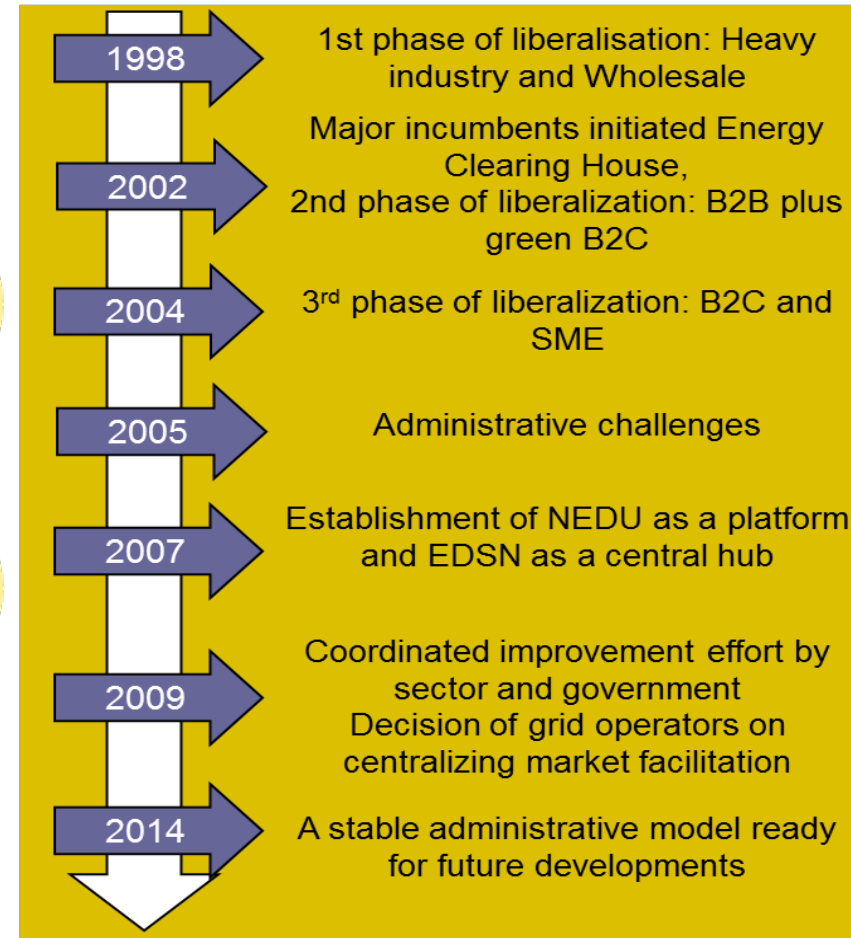 1998
1st phase of liberalisation: Heavy
industry and Wholesale
2002
Major incumbents initiated Energy
Clearing House,
2nd phase of liberalization: B2B plus
green B2C
2004
3rd phase of liberalization: B2C and
SME
2005
Administrative challenges
2007
Establishment of NEDU as a platform
and EDSN as a central hub
2009
Coordinated improvement effort by
sector and government
Decision of grid operators on
centralizing market facilitation
2014
A stable administrative model ready
for future developments